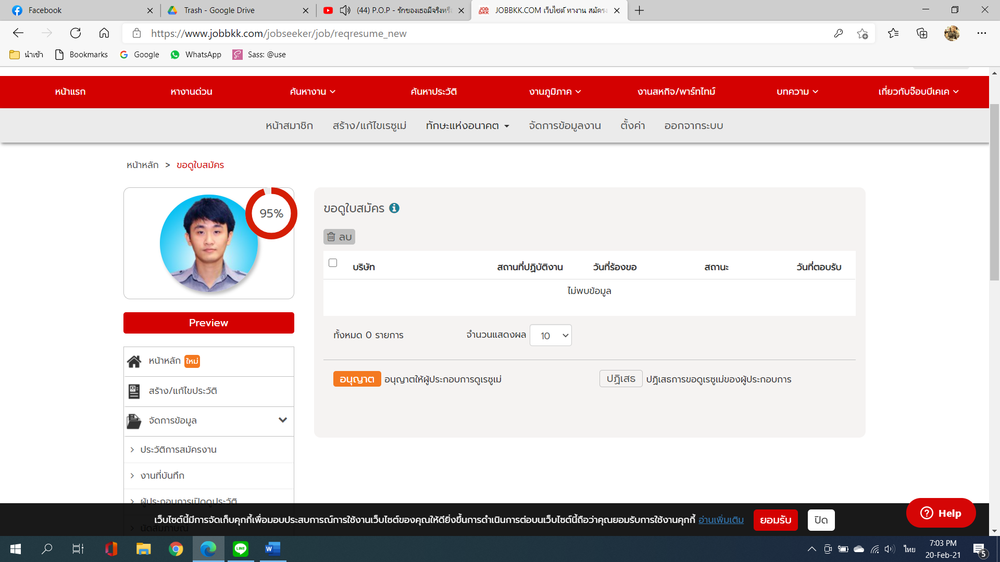 Facebook
Trash - Google Drive
(44) P.O.P - รักของเธอมีจริงหรือ
JOBBKK.COM เว็บไซต์ หางาน สมัครง
https://www.jobbkk.com/jobseeker/job/reqresume_new
นำเข้า
Bookmarks
Google
WhatsApp
Sass: @use
หน้าแรก
หางานด่วน
ค้นหางาน
ค้นหาประวัติ
งานภูมิภาค
งานสหกิจ/พาร์ทไทม์
บทความ
เกี่ยวกับจ๊อบบีเคเค
หน้าสมาชิก
สร้าง/แก้ไขเรซูเม่
ทักษะแห่งอนาคต
จัดการข้อมูลงาน
ตั้งค่า
ออกจากระบบ
หน้าหลัก > ขอดูใบสมัคร
95%
Preview
หน้าหลัก ใหม่
สร้าง/แก้ไขประวัติ
จัดการข้อมูล
ประวัติการสมัครงาน
งานที่บันทึก
ผู้ประกอบการเปิดดูประวัติ
นัดสัมภาษณ์
ขอดูใบสมัคร
ลบ
บริษัท
สถานที่ปฏิบัติงาน
วันที่ร้องขอ
สถานะ
วันที่ตอบรับ
ไม่พบข้อมูล
ทั้งหมด 0 รายการ
จำนวนแสดงผล 10
อนุญาต อนุญาตให้ผู้ประกอบการดูเรซูเม่
ปฏิเสธ ปฏิเสธการขอดูเรซูเม่ของผู้ประกอบการ
เว็บไซต์นี้มีการจัดเก็บคุกกี้เพื่อมอบประสบการณ์การใช้งานเว็บไซต์ของคุณให้ดียิ่งขึ้นการดำเนินการต่อบนเว็บไซต์นี้ถือว่าคุณยอมรับการใช้งานคุกกี้ อ่านเพิ่มเติม
ยอมรับ
ปิด
Help
ไทย
7:03 PM
20-Feb-21
5